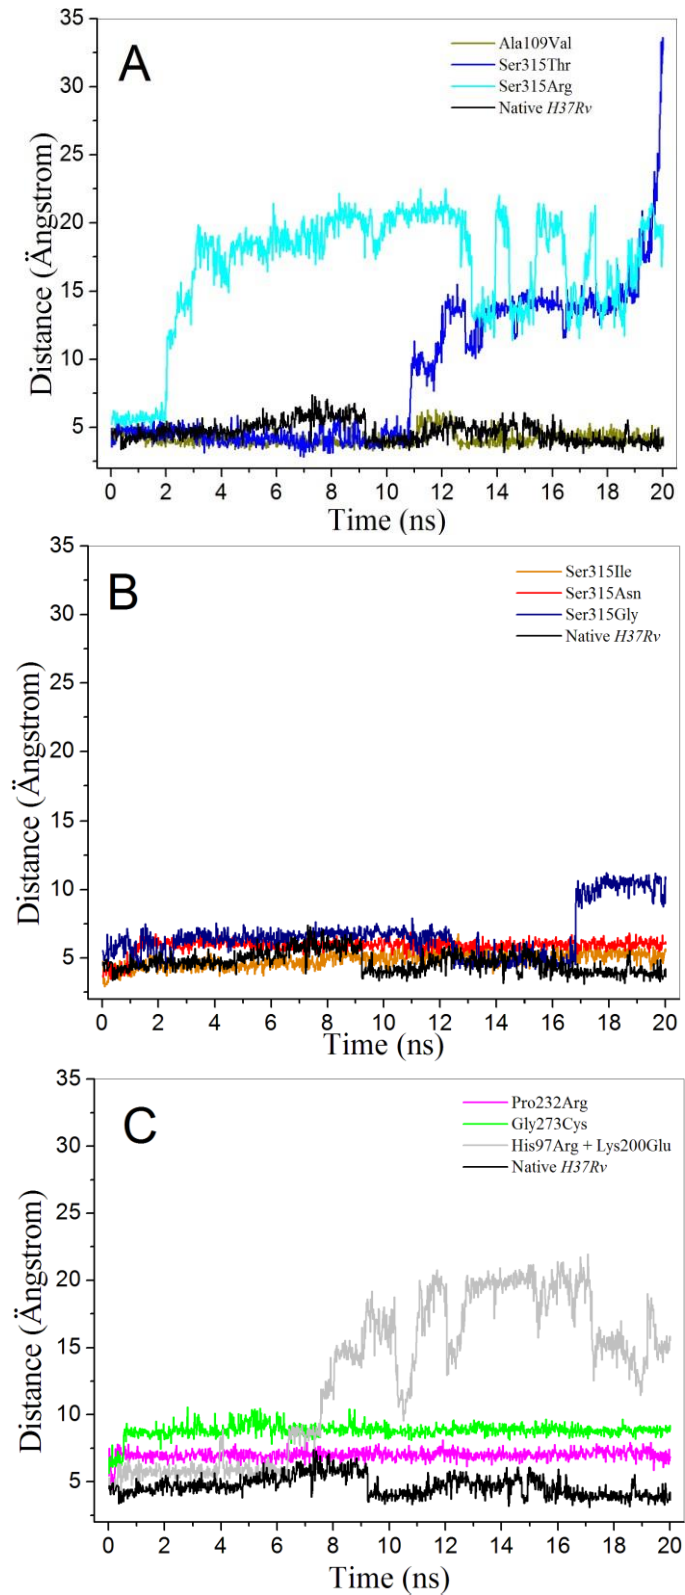 A
Ala109Val
Ser315Thr
Ser315Arg
Native H37Rv
35
30
25
20
15
10
5
Distance (Ängstrom)
0 2 4 6 8 10 12 14 16 18 20
Time (ns)
B
Ser315Ile
Ser315Asn
Ser315Gly
Native H37Rv
35
30
25
20
15
10
5
Distance (Ängstrom)
0 2 4 6 8 10 12 14 16 18 20
Time (ns)
C
Pro232Arg
Gly273Cys
His97Arg + Lys200Glu
Native H37Rv
35
30
25
20
15
10
5
Distance (Ängstrom)
0 2 4 6 8 10 12 14 16 18 20
Time (ns)